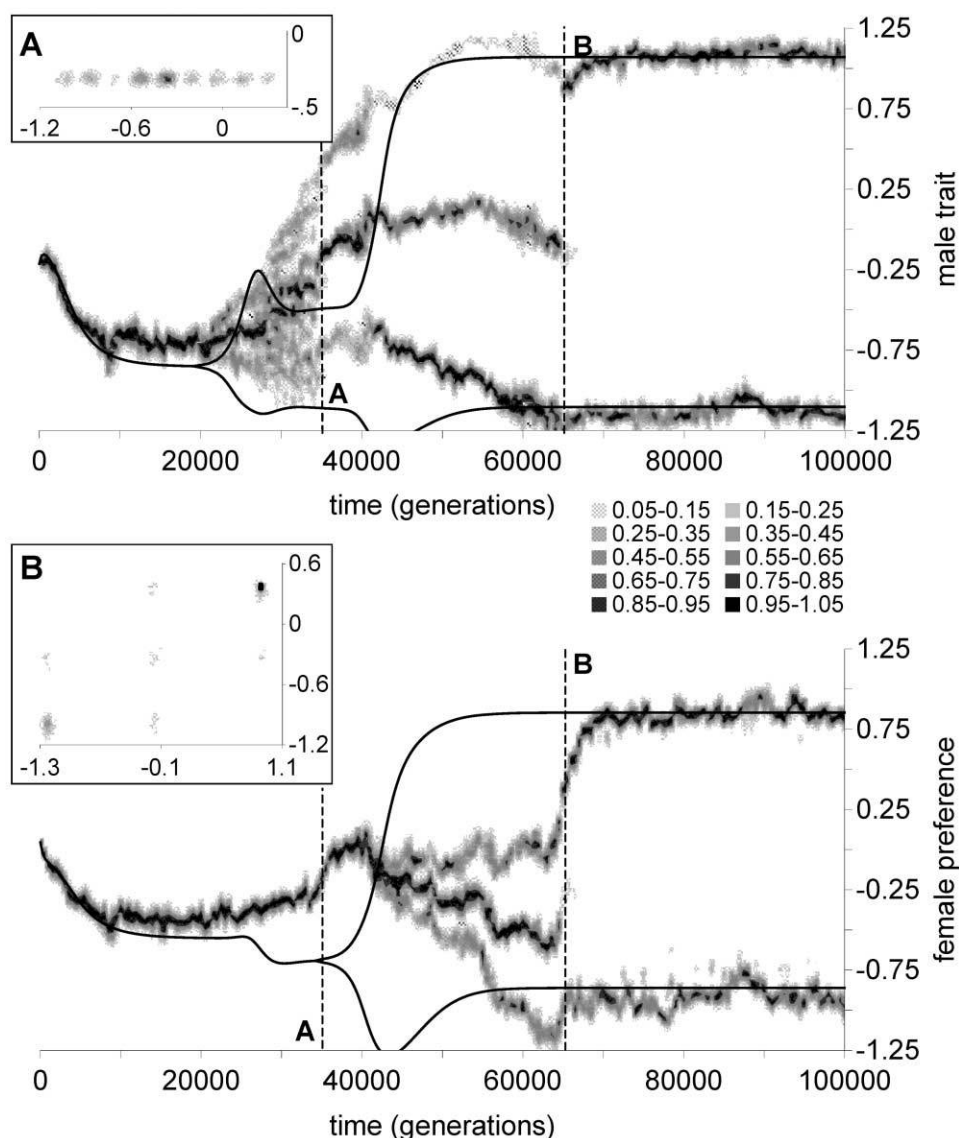 A
0
-.5
-1.2 -0.6 0
B
1.25
0.75
0.25
-0.25
-0.75
-1.25
male trait
A
0 20000 40000 60000 80000 100000
time (generations)
0.05-0.15 0.15-0.25
0.25-0.35 0.35-0.45
0.45-0.55 0.55-0.65
0.65-0.75 0.75-0.85
0.85-0.95 0.95-1.05
B
0.6
0
-0.6
-1.2
-1.3 -0.1 1.1
B
1.25
0.75
0.25
-0.25
-0.75
-1.25
female preference
A
0 20000 40000 60000 80000 100000
time (generations)